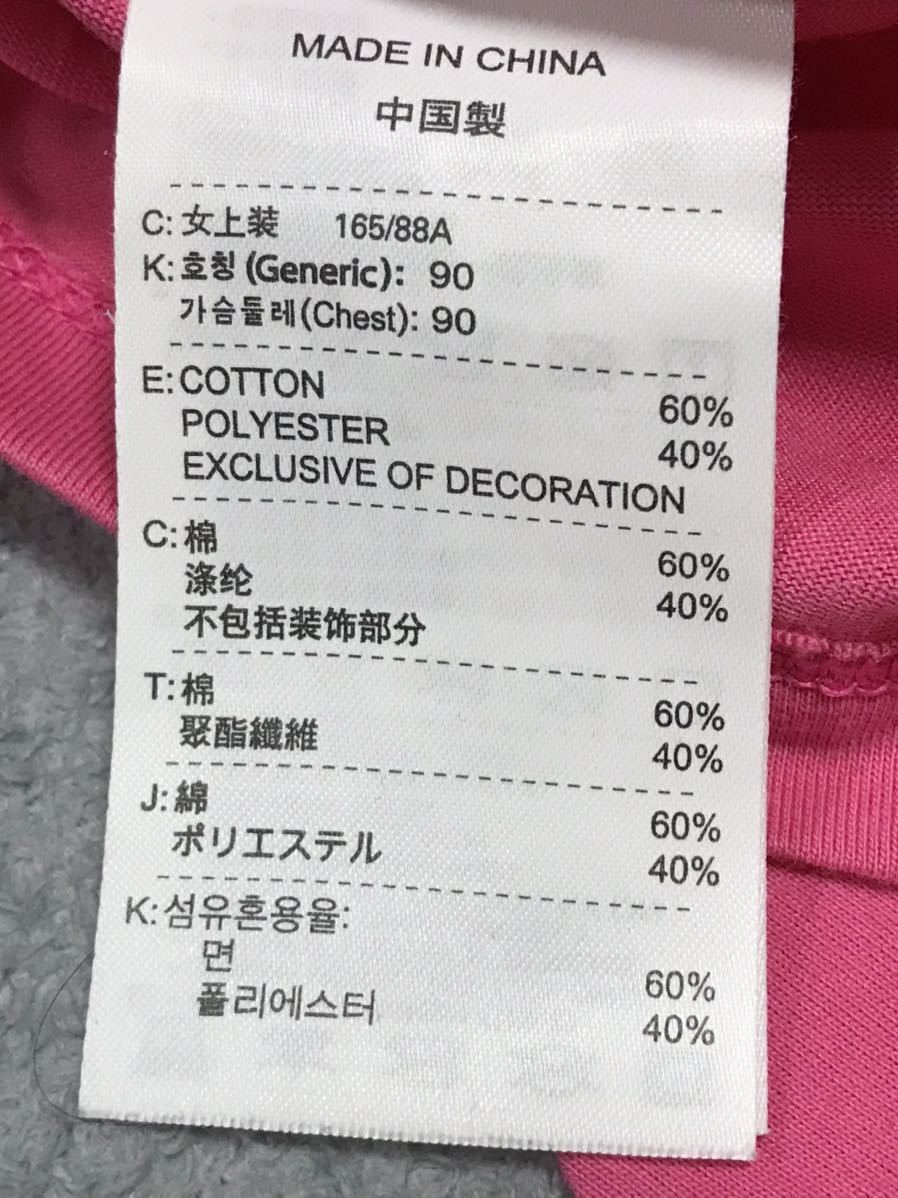 MADE IN CHINA
中国製
C: 女上装 165/88A
K: 호칭 (Generic): 90
가슴둘레(Chest): 90
E: COTTON 60%
POLYESTER 40%
EXCLUSIVE OF DECORATION
C: 棉 60%
涤纶 40%
不包括装饰部分
T: 棉 60%
聚酯纖維 40%
J: 綿 60%
ポリエステル 40%
K: 섬유혼용율:
면 60%
폴리에스터 40%